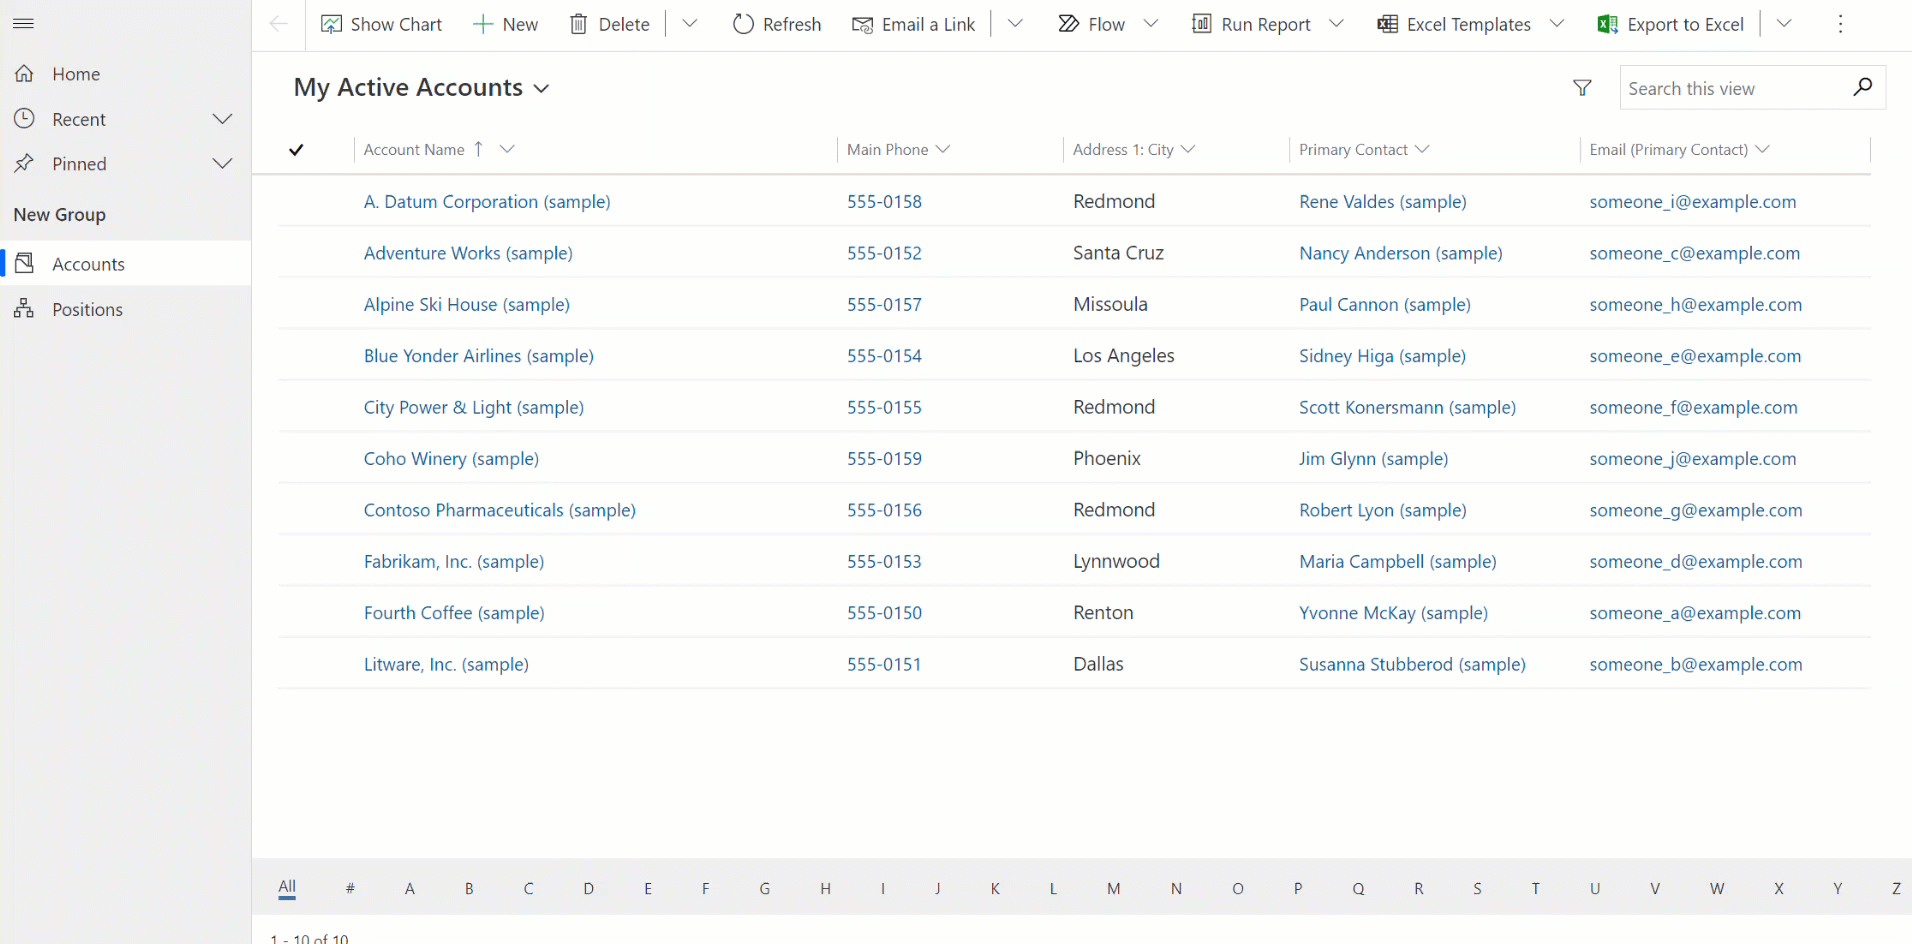 Show Chart New Delete Refresh Email a Link Flow Run Report Excel Templates Export to Excel
Home
Recent
Pinned
New Group
Accounts
Positions
My Active Accounts Search this view
Account Name Main Phone Address 1: City Primary Contact Email (Primary Contact)
A. Datum Corporation (sample) 555-0158 Redmond Rene Valdes (sample) someone_i@example.com
Adventure Works (sample) 555-0152 Santa Cruz Nancy Anderson (sample) someone_c@example.com
Alpine Ski House (sample) 555-0157 Missoula Paul Cannon (sample) someone_h@example.com
Blue Yonder Airlines (sample) 555-0154 Los Angeles Sidney Higa (sample) someone_e@example.com
City Power & Light (sample) 555-0155 Redmond Scott Konersmann (sample) someone_f@example.com
Coho Winery (sample) 555-0159 Phoenix Jim Glynn (sample) someone_j@example.com
Contoso Pharmaceuticals (sample) 555-0156 Redmond Robert Lyon (sample) someone_g@example.com
Fabrikam, Inc. (sample) 555-0153 Lynnwood Maria Campbell (sample) someone_d@example.com
Fourth Coffee (sample) 555-0150 Renton Yvonne McKay (sample) someone_a@example.com
Litware, Inc. (sample) 555-0151 Dallas Susanna Stubberod (sample) someone_b@example.com
All # A B C D E F G H I J K L M N O P Q R S T U V W X Y Z
1 - 10 of 10